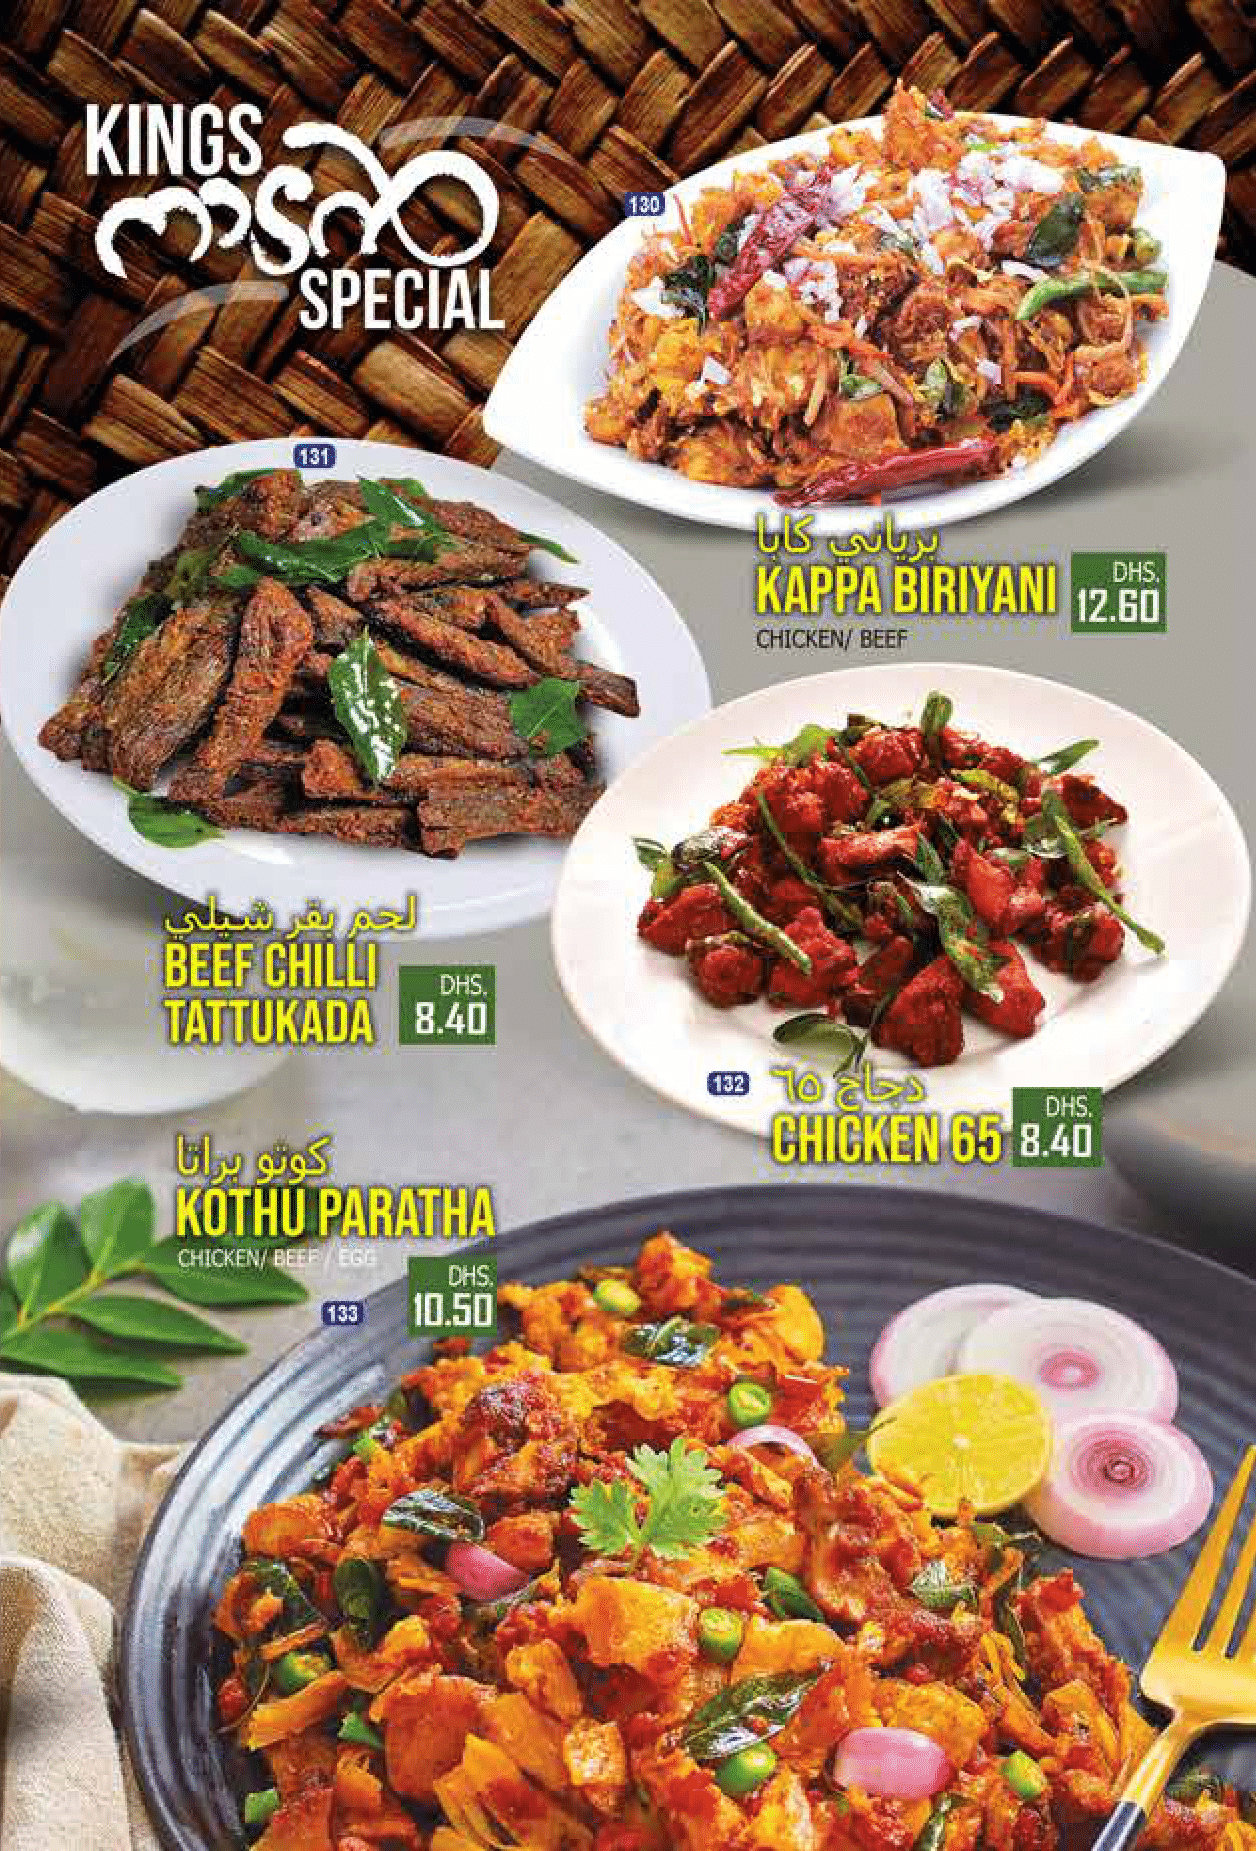 KINGS
നാടൻ
SPECIAL
130
برياني كابا
KAPPA BIRIYANI
DHS.
12.60
CHICKEN/ BEEF
131
لحم بقر شيلي
BEEF CHILLI
TATTUKADA
DHS.
8.40
132
دجاج ٦٥
CHICKEN 65
DHS.
8.40
كوتو براتا
KOTHU PARATHA
CHICKEN/ BEEF / EGG
133
DHS.
10.50